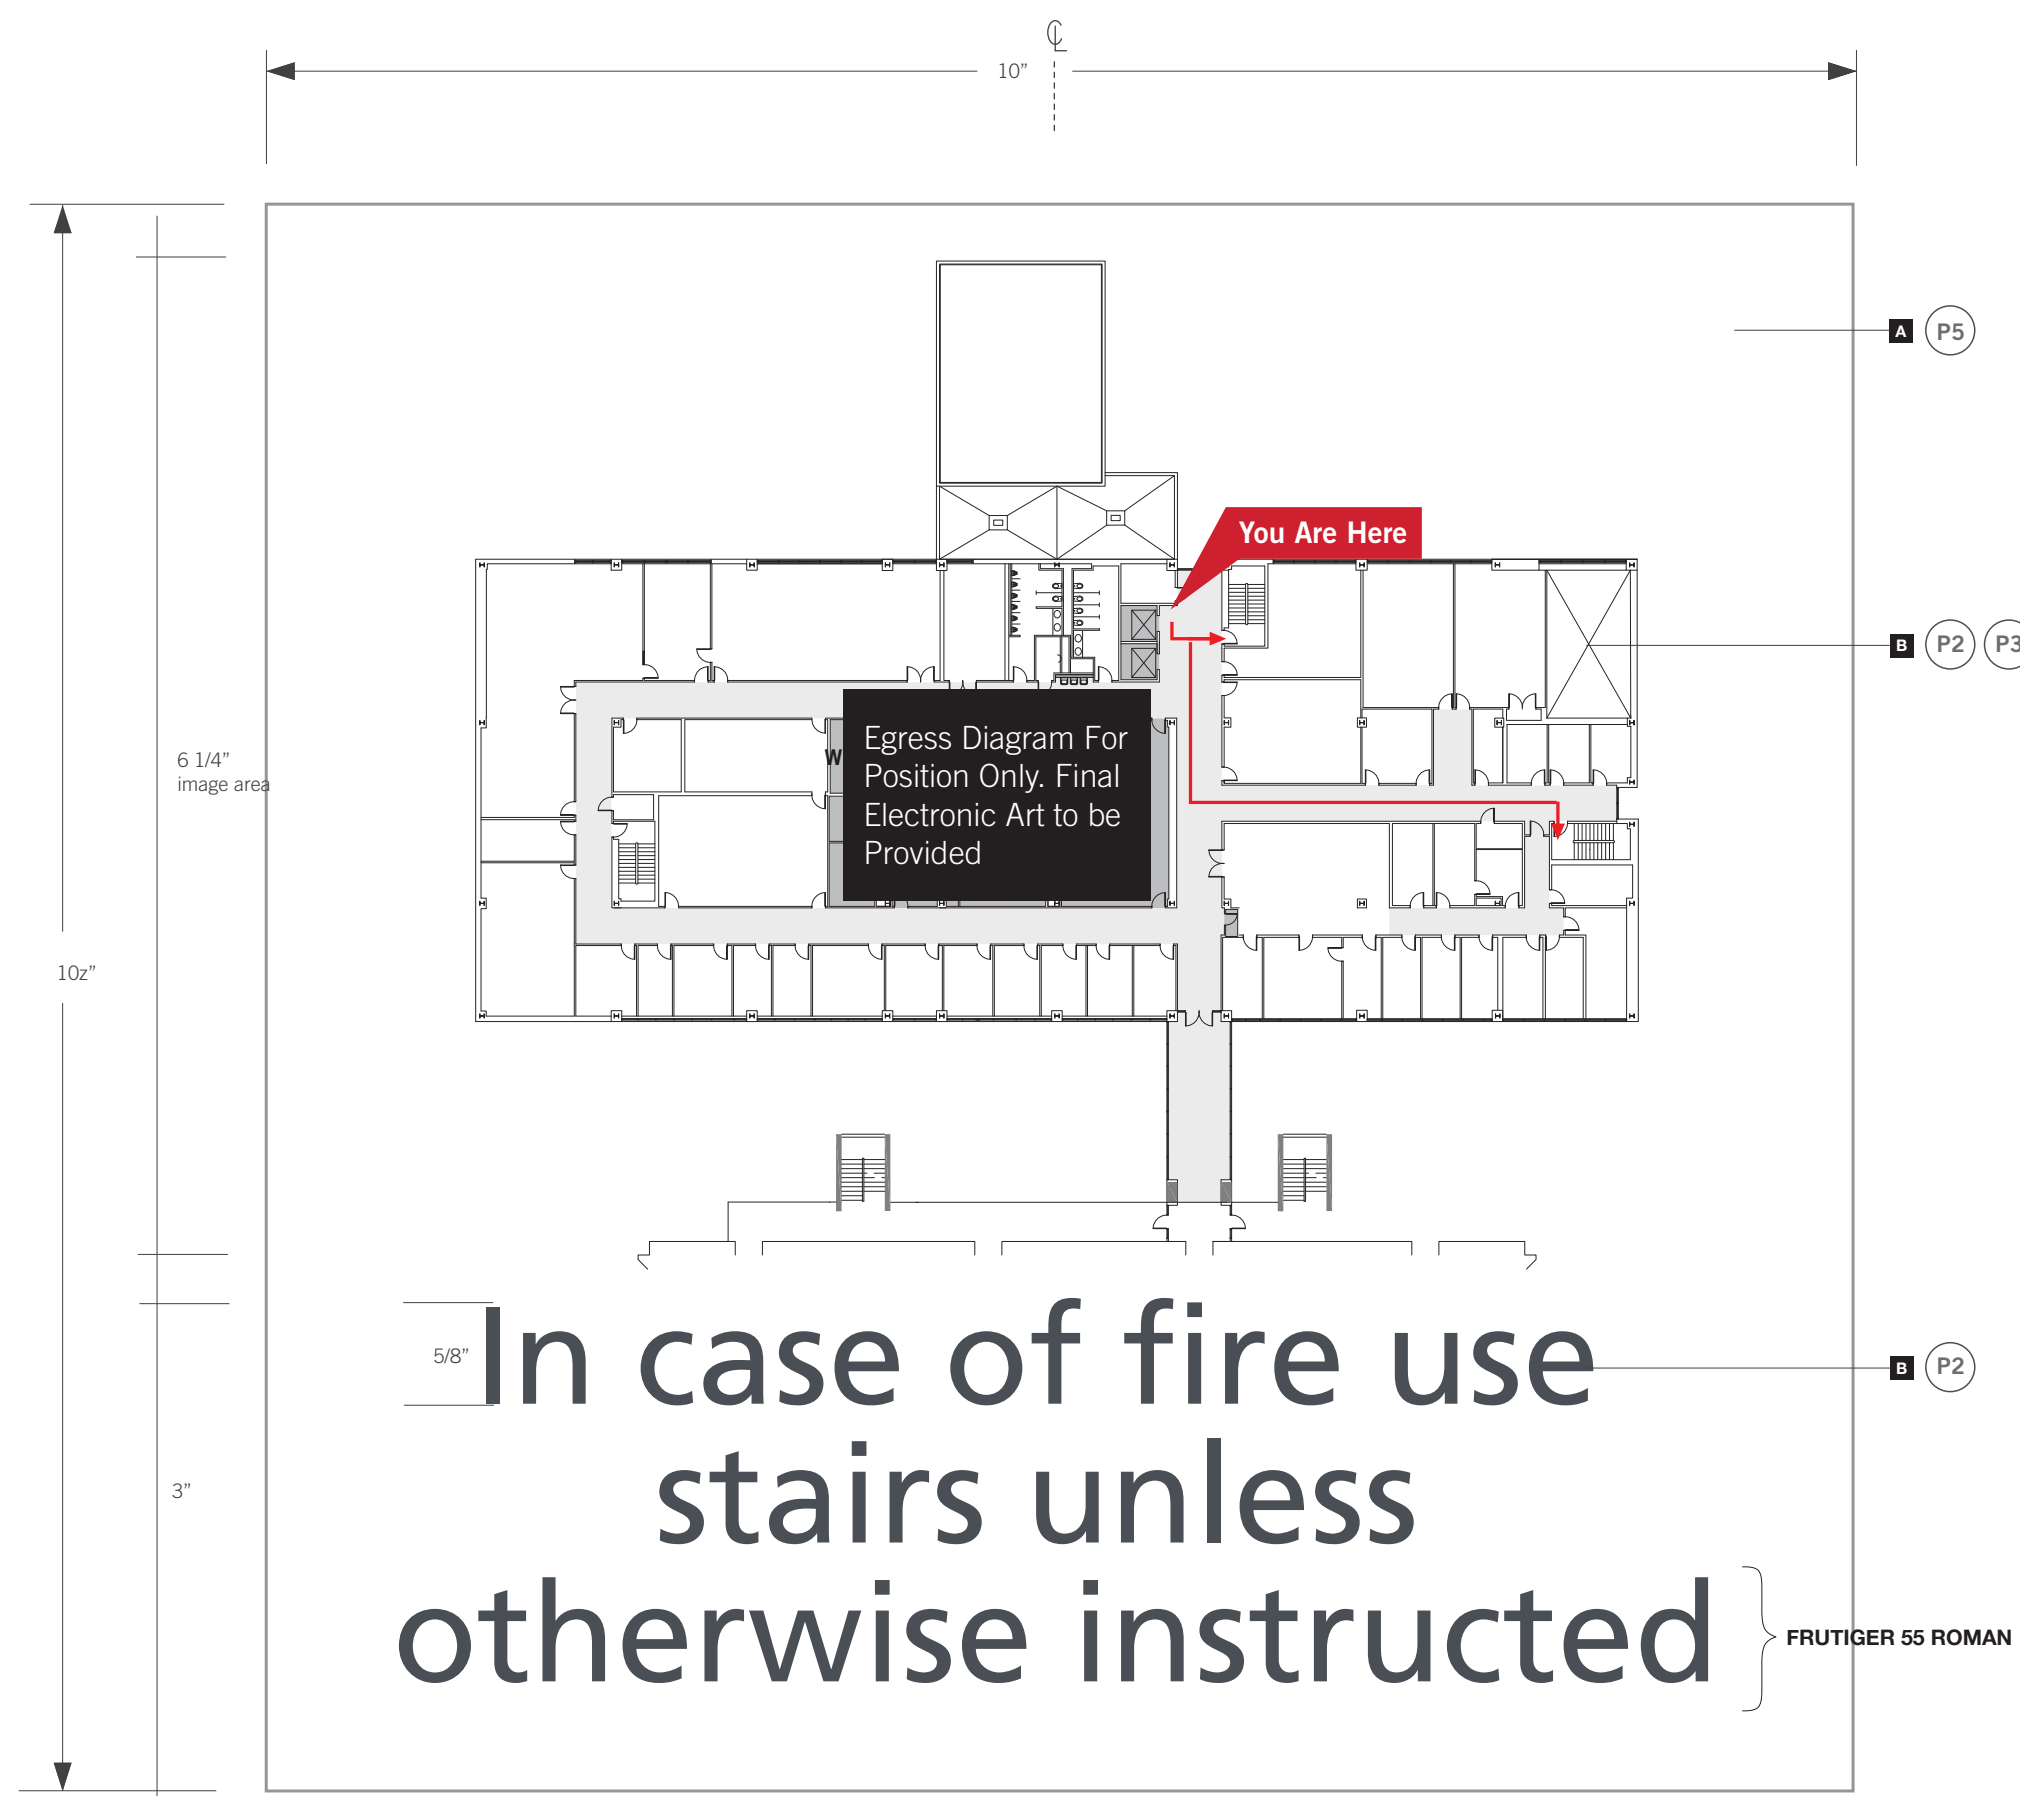 ℄
10”
A P5
You Are Here
B P2 P3
Egress Diagram For
Position Only. Final
Electronic Art to be
Provided
W
6 1/4”
image area
10z”
In case of fire use
stairs unless
otherwise instructed
5/8”
B P2
3”
FRUTIGER 55 ROMAN